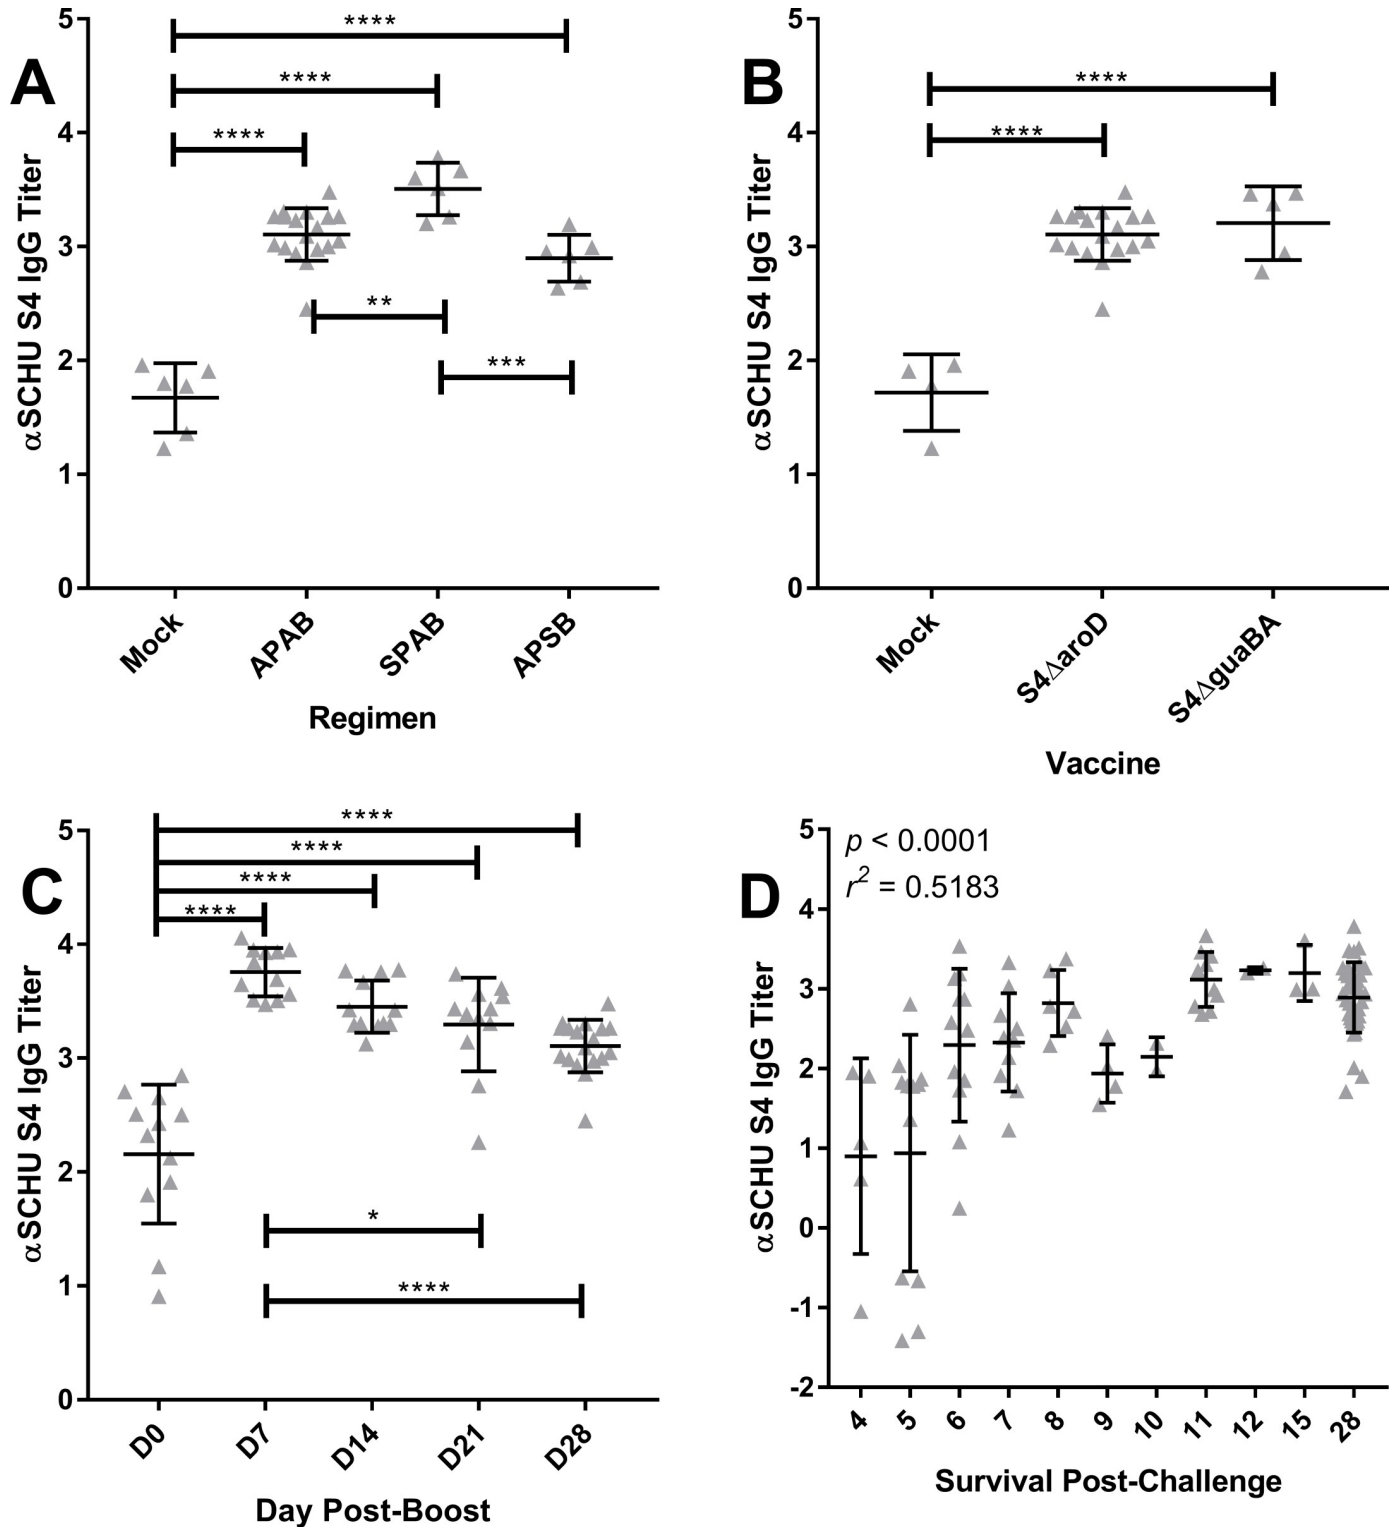 A
αSCHU S4 IgG Titer
5
4
3
2
1
0
****
****
****
**
***
Mock
APAB
SPAB
APSB
Regimen
B
αSCHU S4 IgG Titer
5
4
3
2
1
0
****
****
Mock
S4ΔaroD
S4ΔguaBA
Vaccine
C
αSCHU S4 IgG Titer
5
4
3
2
1
0
****
****
****
****
*
****
D0
D7
D14
D21
D28
Day Post-Boost
D
αSCHU S4 IgG Titer
5
4
3
2
1
0
-1
-2
p < 0.0001
r² = 0.5183
4
5
6
7
8
9
10
11
12
15
28
Survival Post-Challenge